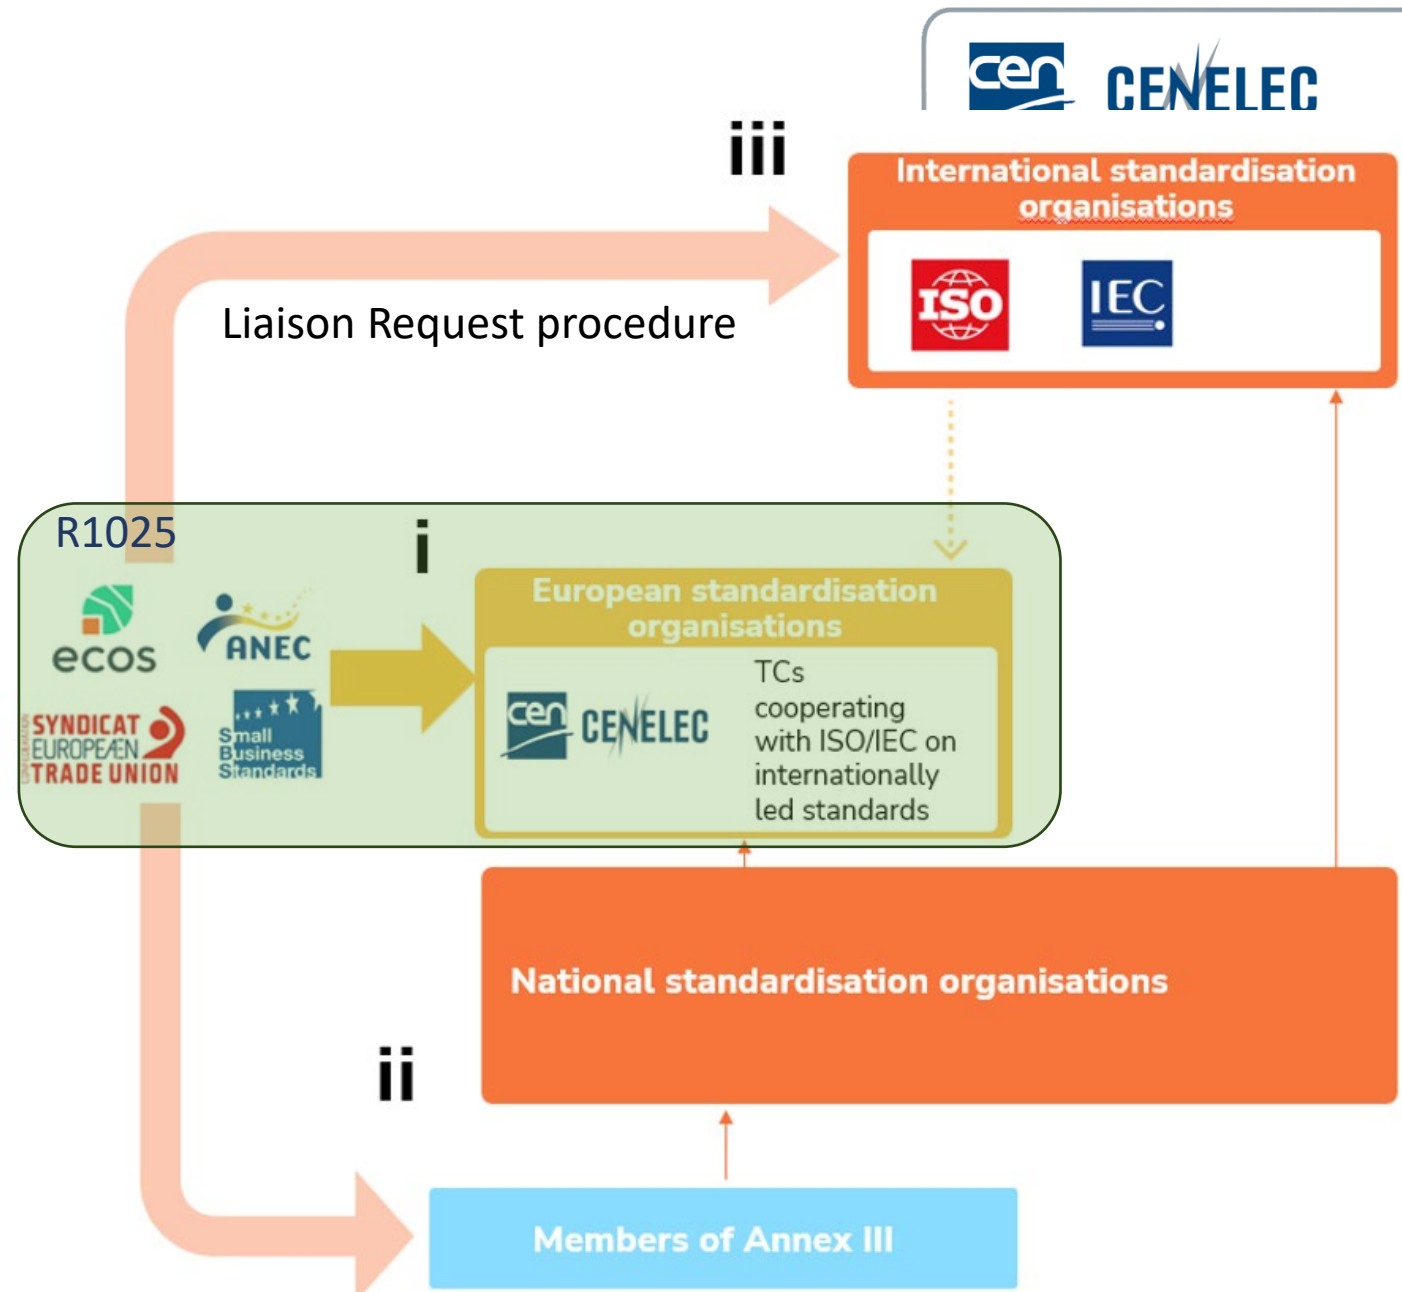 cen CENELEC
iii
International standardisation
organisations
ISO IEC
Liaison Request procedure
R1025
i
ecos
ANEC
European standardisation
organisations
SYNDICAT
EUROPEAN
TRADE UNION
CONFEDERATION
Small
Business
Standards
cen CENELEC
TCs
cooperating
with ISO/IEC on
internationally
led standards
National standardisation organisations
ii
Members of Annex III